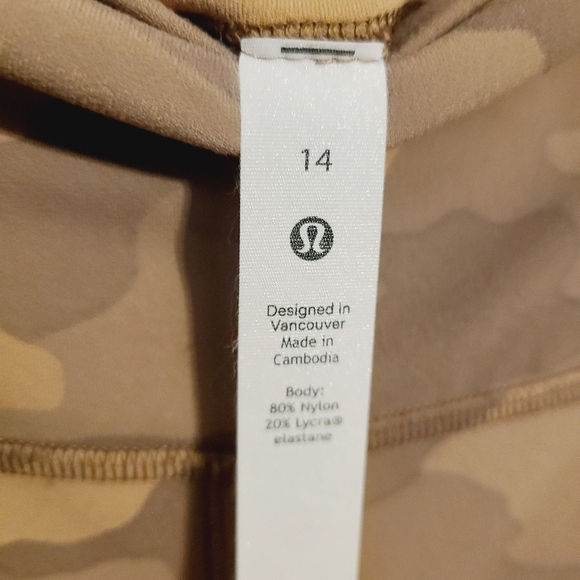 14
Designed in
Vancouver
Made in
Cambodia
Body:
80% Nylon
20% Lycra®
elastane